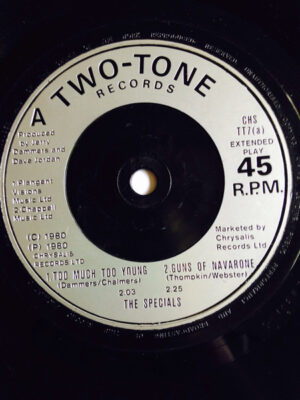 A TWO-TONE
RECORDS
CHS
TT7(a)
EXTENDED
PLAY
45
R.P.M.
Produced
by Jerry
Dammers and
Dave Jordan
1 Plangent
Visions
Music Ltd
2 Chappel
Music Ltd
(C) 1980
(P) 1980
CHRYSALIS
RECORDS LTD
Marketed by
Chrysalis
Records Ltd
1 TOO MUCH TOO YOUNG
(Dammers/Chalmers)
2:03
2 GUNS OF NAVARONE
(Thompkin/Webster)
2:25
THE SPECIALS